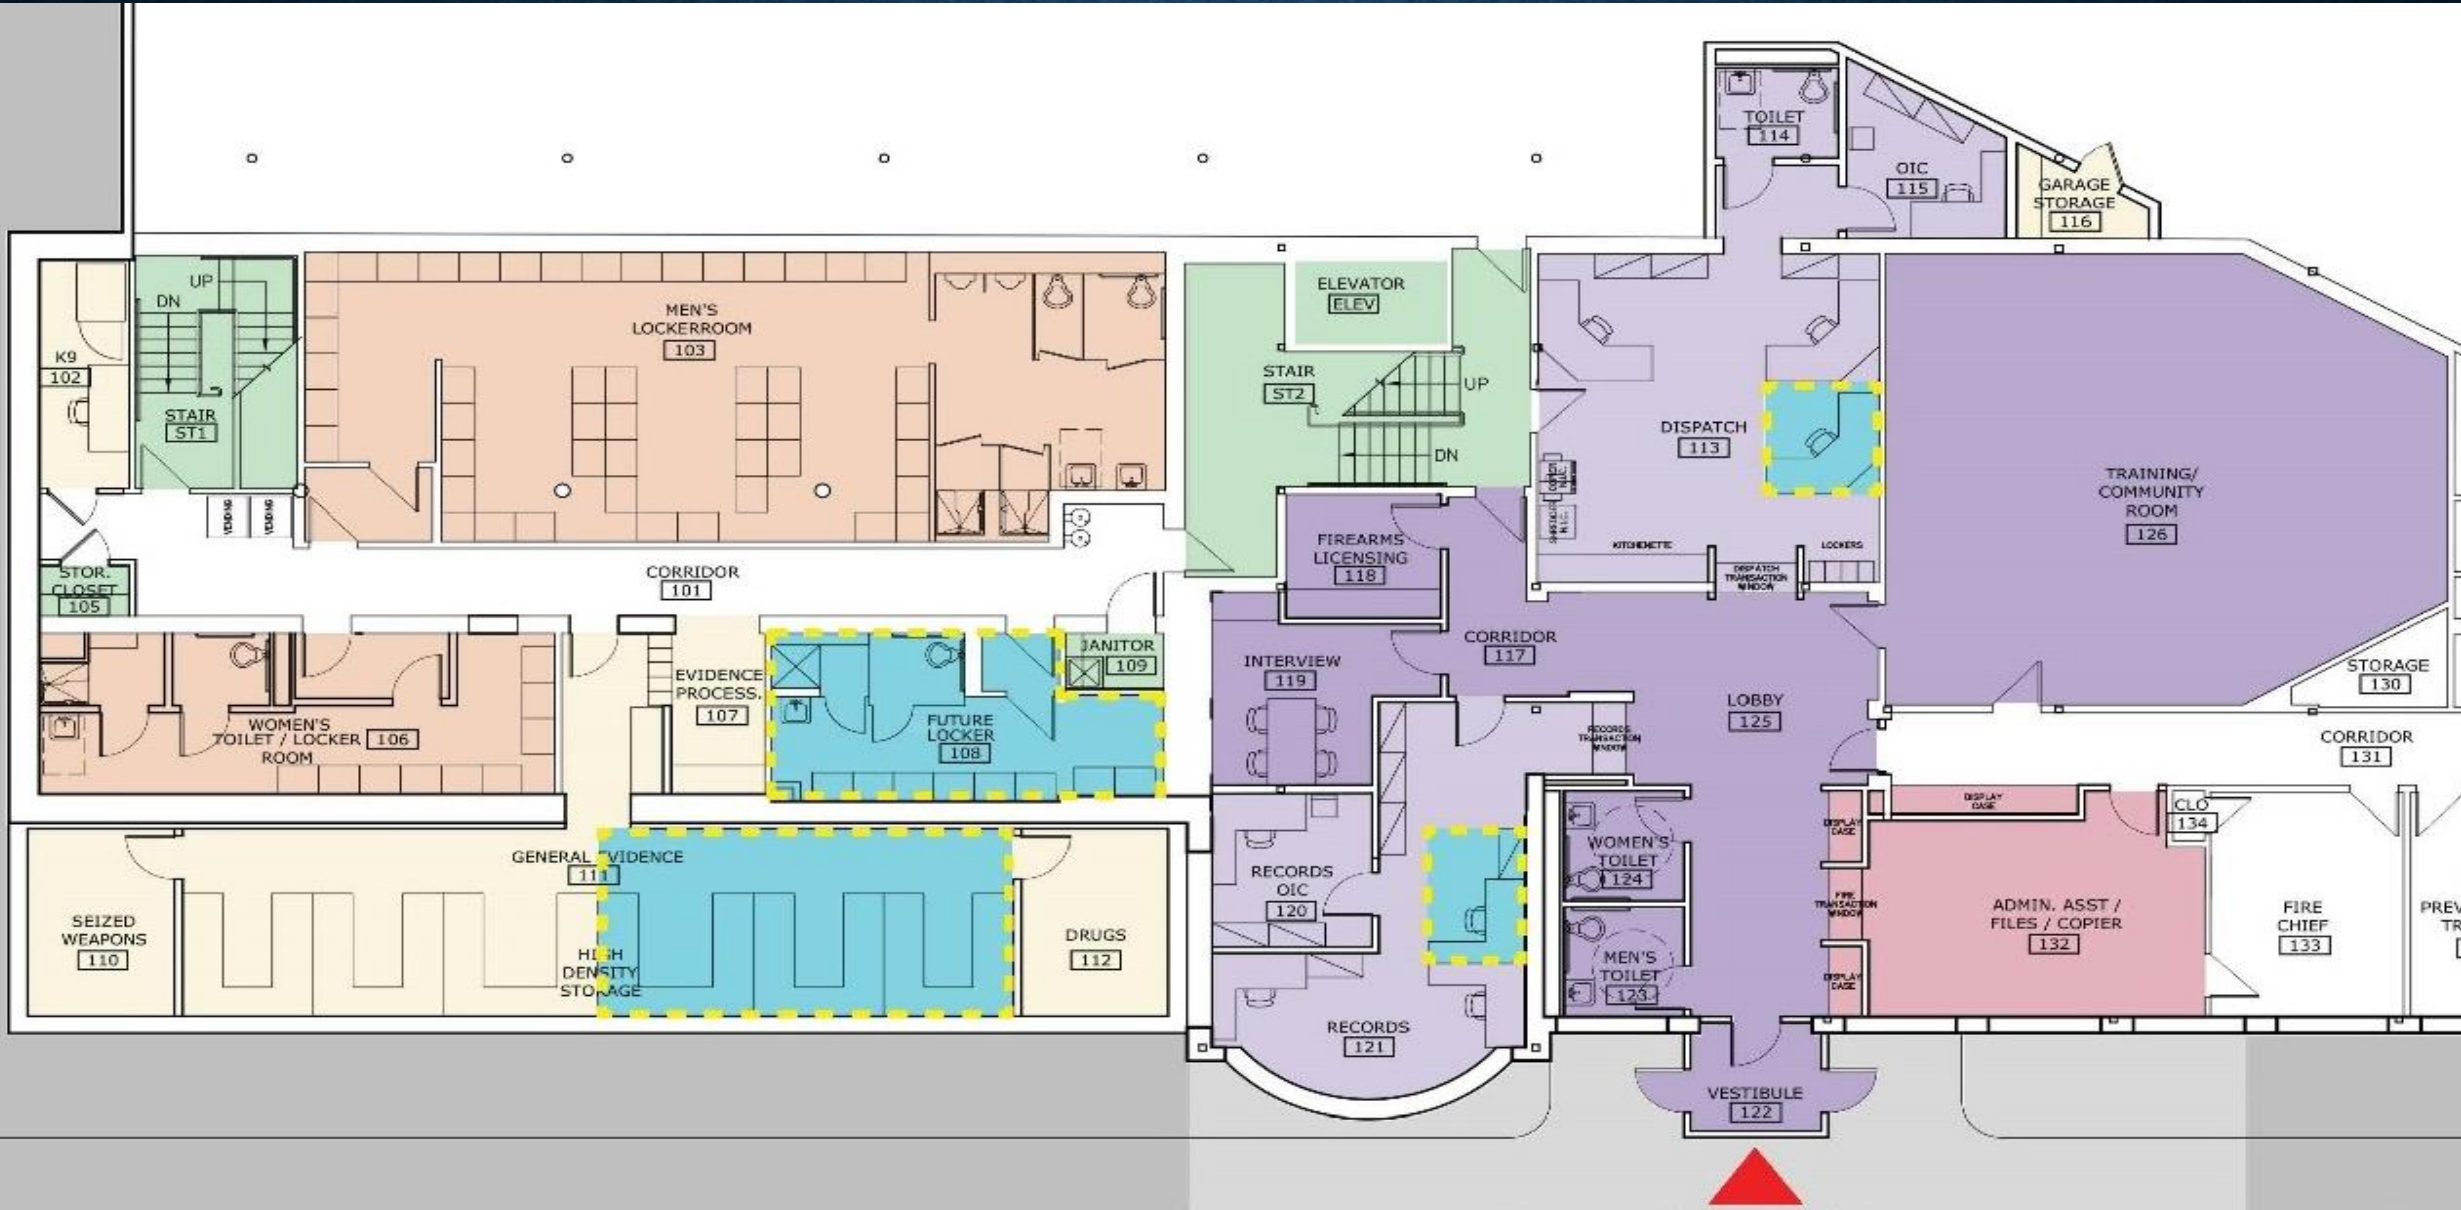 TOILET
114
OIC
115
GARAGE
STORAGE
116
UP
DN
K9
102
STAIR
ST1
MEN'S
LOCKERROOM
103
ELEVATOR
ELEV
STAIR
ST2
UP
DN
DISPATCH
113
TRAINING/
COMMUNITY
ROOM
126
VENDING
VENDING
FIREARMS
LICENSING
118
KITCHENETTE
LOCKERS
DISPATCH
TRANSACTION
WINDOW
STOR.
CLOSET
105
CORRIDOR
101
JANITOR
109
INTERVIEW
119
CORRIDOR
117
STORAGE
130
EVIDENCE
PROCESS.
107
WOMEN'S
TOILET / LOCKER 106
ROOM
FUTURE
LOCKER
108
LOBBY
125
RECORDS
TRANSACTION
WINDOW
CORRIDOR
131
DISPLAY
CASE
CLO
134
DISPLAY
CASE
GENERAL EVIDENCE
111
WOMEN'S
TOILET
124
RECORDS
OIC
120
FIRE
TRANSACTION
WINDOW
SEIZED
WEAPONS
110
HIGH
DENSITY
STORAGE
DRUGS
112
ADMIN. ASST /
FILES / COPIER
132
FIRE
CHIEF
133
PREV
TR
MEN'S
TOILET
123
DISPLAY
CASE
RECORDS
121
VESTIBULE
122